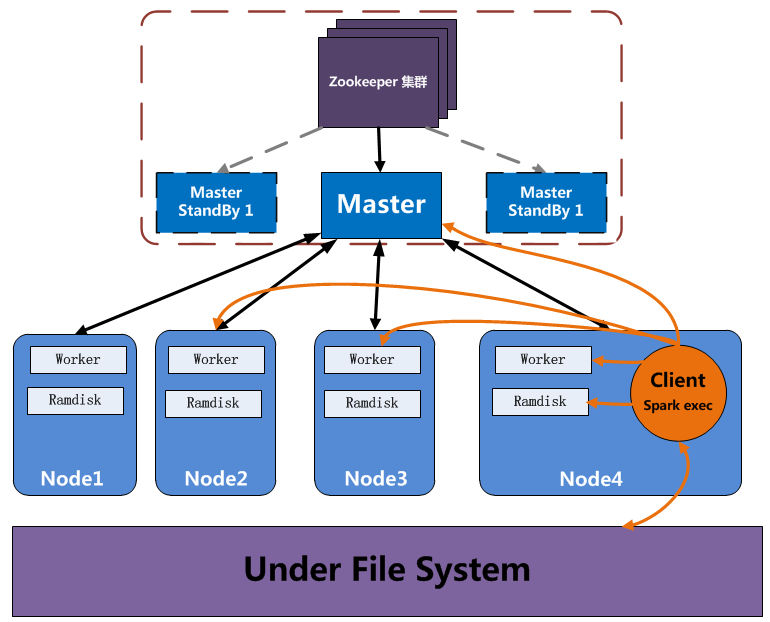 Zookeeper 集群
Master
StandBy 1
Master
Master
StandBy 1
Worker
Ramdisk
Node1
Worker
Ramdisk
Node2
Worker
Ramdisk
Node3
Worker
Ramdisk
Client
Spark exec
Node4
Under File System